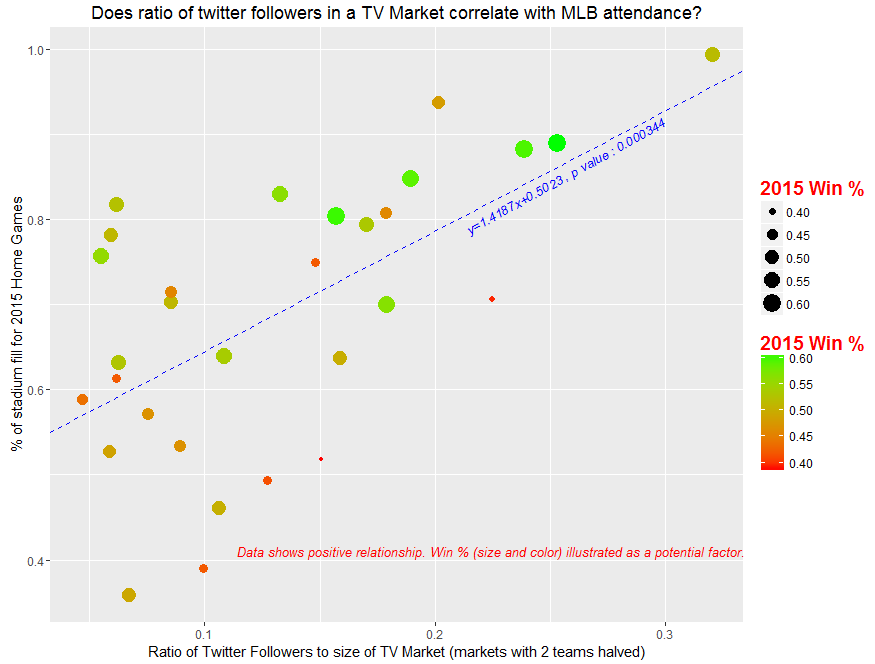 Does ratio of twitter followers in a TV Market correlate with MLB attendance?
1.0
0.8
0.6
0.4
% of stadium fill for 2015 Home Games
y=1.4187x+0.5023 , p value : 0.000344
Data shows positive relationship. Win % (size and color) illustrated as a potential factor.
0.1
0.2
0.3
Ratio of Twitter Followers to size of TV Market (markets with 2 teams halved)
2015 Win %
0.40
0.45
0.50
0.55
0.60
2015 Win %
0.60
0.55
0.50
0.45
0.40